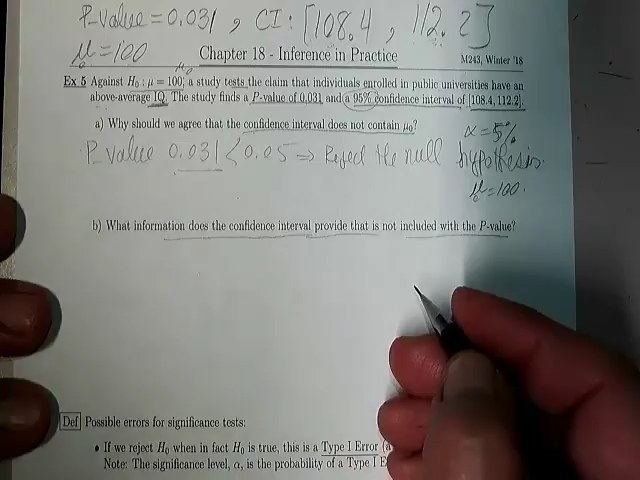 P-value = 0.031, CI: [108.4, 112.2]
μ = 100 μ₀
Chapter 18 - Inference in Practice
M243, Winter '18
Ex 5 Against H₀ : μ = 100, a study tests the claim that individuals enrolled in public universities have an
above-average IQ. The study finds a P-value of 0.031 and a 95% confidence interval of [108.4, 112.2].
a) Why should we agree that the confidence interval does not contain μ₀?
α = 5%
P value 0.031 < 0.05 ⇒ Reject the null hypothesis.
μ₀ = 100.
b) What information does the confidence interval provide that is not included with the P-value?
Def Possible errors for significance tests:
• If we reject H₀ when in fact H₀ is true, this is a Type I Error (a
Note: The significance level, α, is the probability of a Type I E